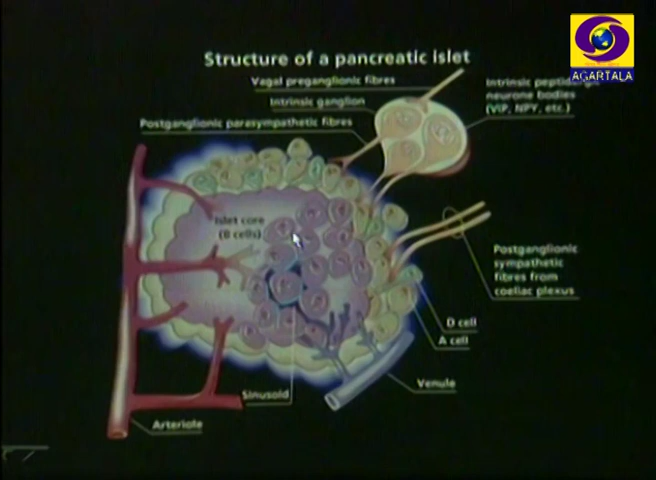 AGARTALA
Structure of a pancreatic islet
Vagal preganglionic fibres
Intrinsic ganglion
Postganglionic parasympathetic fibres
Intrinsic
neurone bodies
(VIP, NPY, etc.)
Islet core
(B cells)
Postganglionic
sympathetic
fibres from
coeliac plexus
D cell
A cell
Venule
Sinusoid
Arteriole